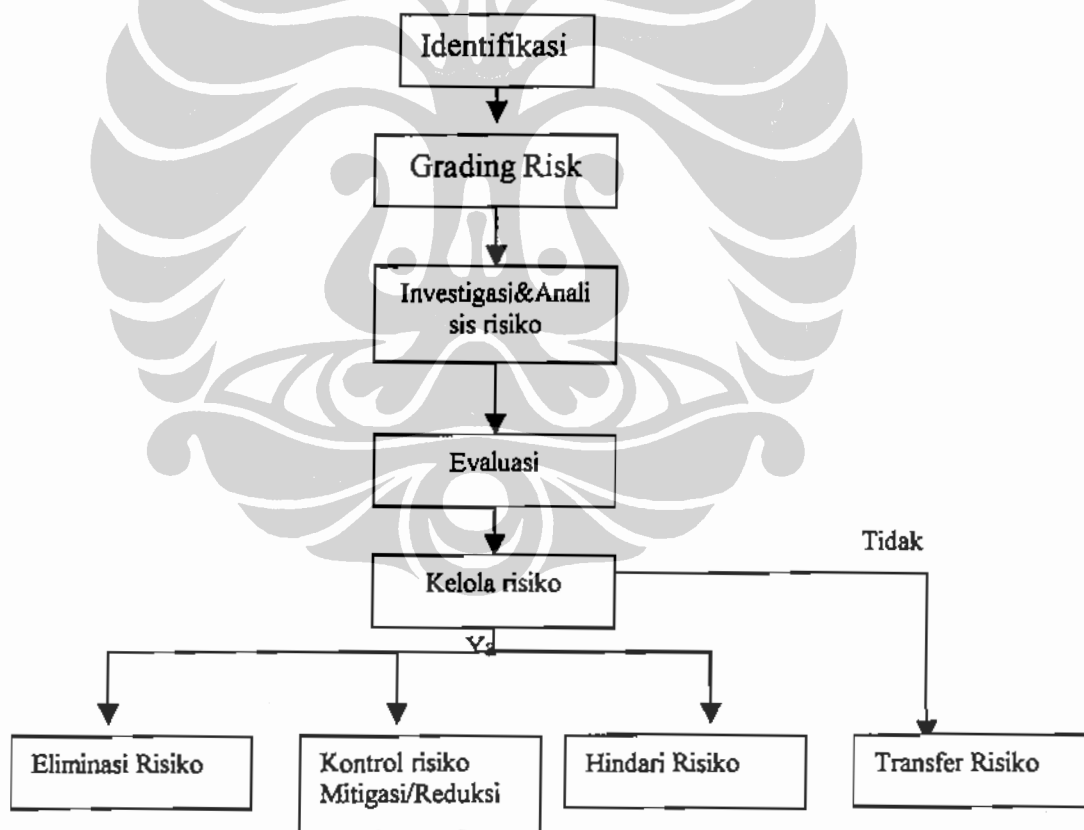 Identifikasi
Grading Risk
Investigasi&Anali
sis risiko
Evaluasi
Tidak
Kelola risiko
Ya
Eliminasi Risiko
Kontrol risiko
Mitigasi/Reduksi
Hindari Risiko
Transfer Risiko